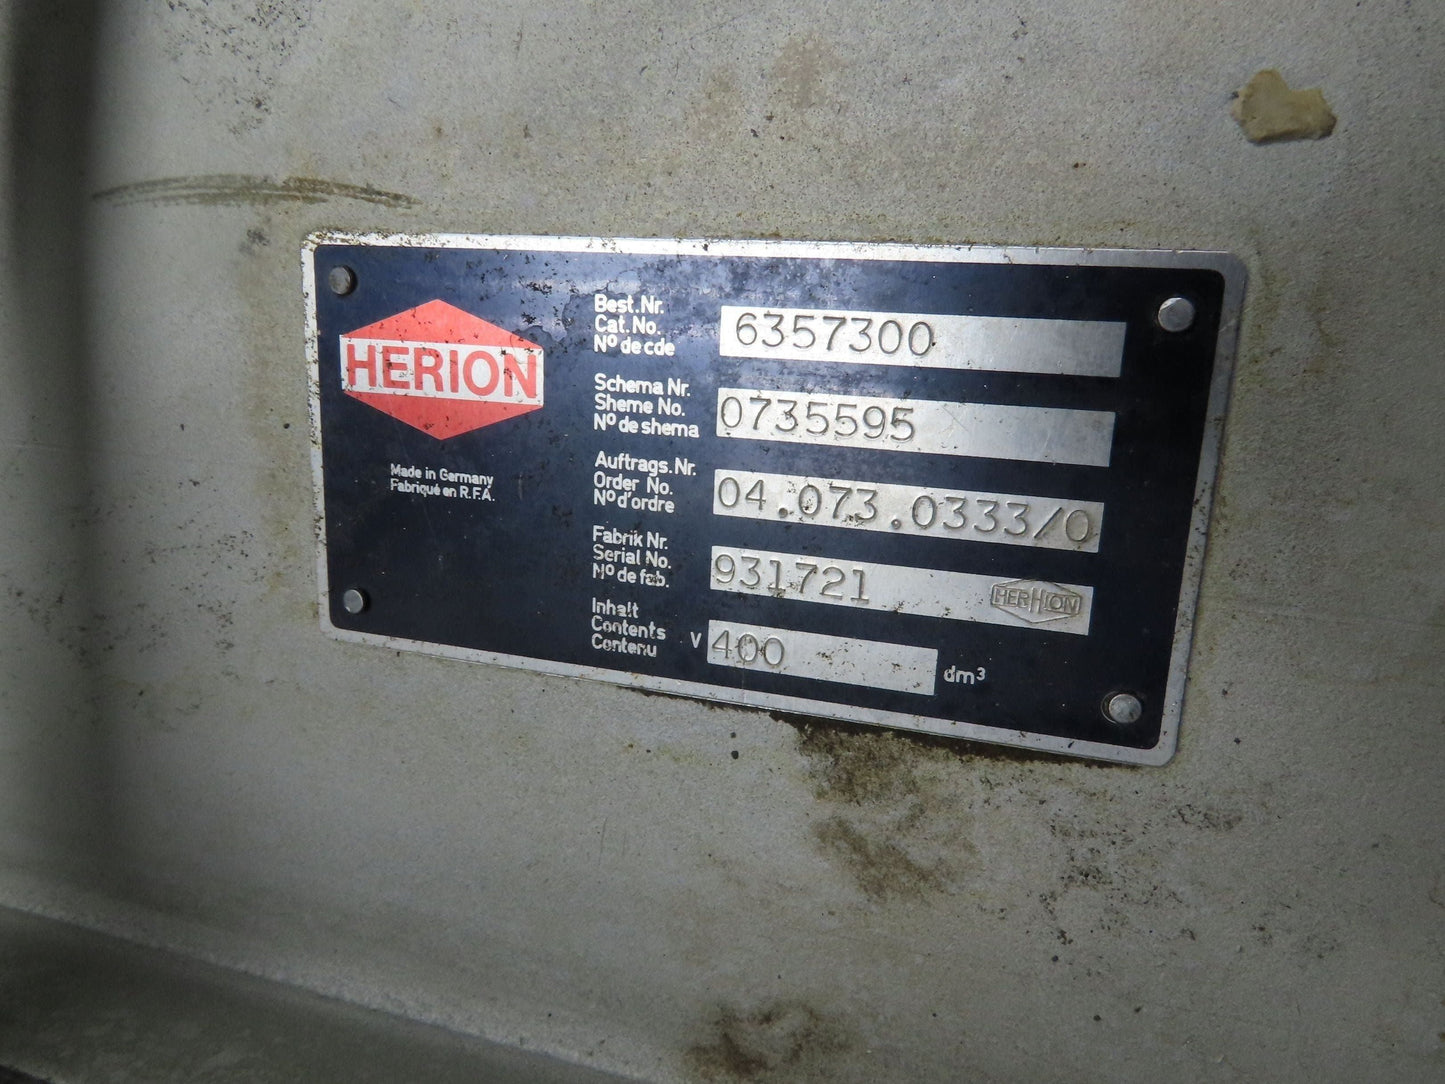 HERION
Made in Germany
Fabriqué en R.F.A.
Best.Nr.
Cat.No.
Nº de cde
6357300
Schema Nr.
Sheme No.
Nº de shema
0735595
Auftrags.Nr.
Order No.
Nº d'ordre
04.073.0333/0
Fabrik Nr.
Serial No.
Nº de fab.
931721
HERHION
Inhalt
Contents
Contenu
V 400 dm³